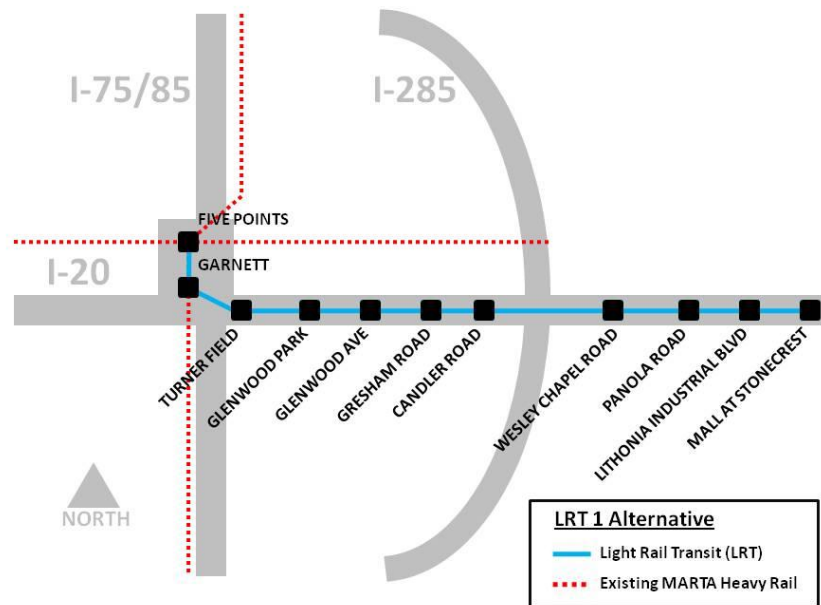 I-75/85
I-285
FIVE POINTS
I-20
GARNETT
TURNER FIELD
GLENWOOD PARK
GLENWOOD AVE
GRESHAM ROAD
CANDLER ROAD
WESLEY CHAPEL ROAD
PANOLA ROAD
LITHONIA INDUSTRIAL BLVD
MALL AT STONECREST
NORTH
LRT 1 Alternative
Light Rail Transit (LRT)
Existing MARTA Heavy Rail